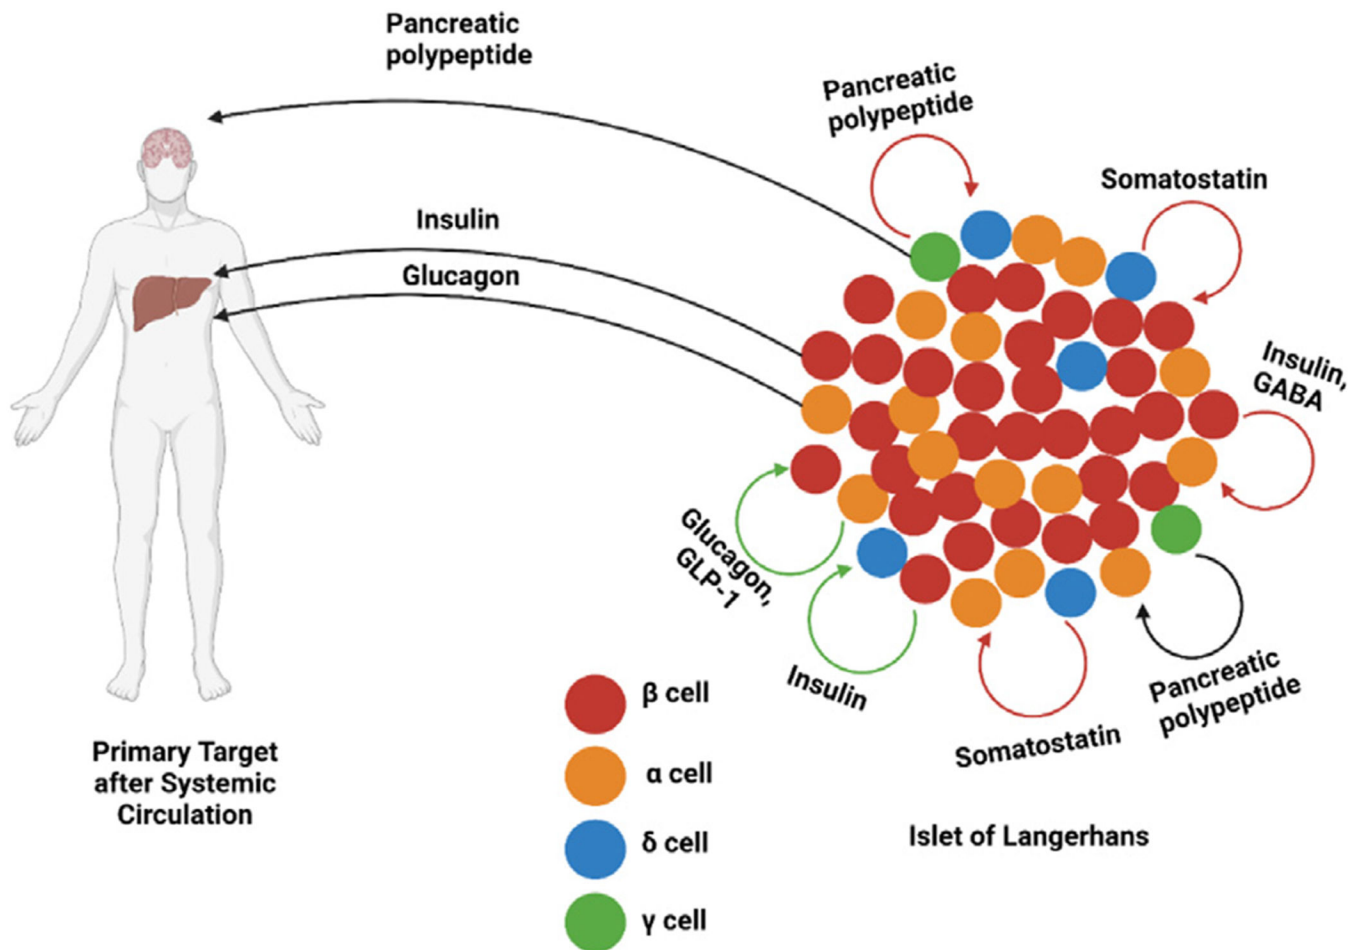 Pancreatic
polypeptide
Insulin
Glucagon
Primary Target
after Systemic
Circulation
Pancreatic
polypeptide
Somatostatin
Insulin,
GABA
Glucagon,
GLP-1
Insulin
Somatostatin
Pancreatic
polypeptide
β cell
α cell
δ cell
γ cell
Islet of Langerhans